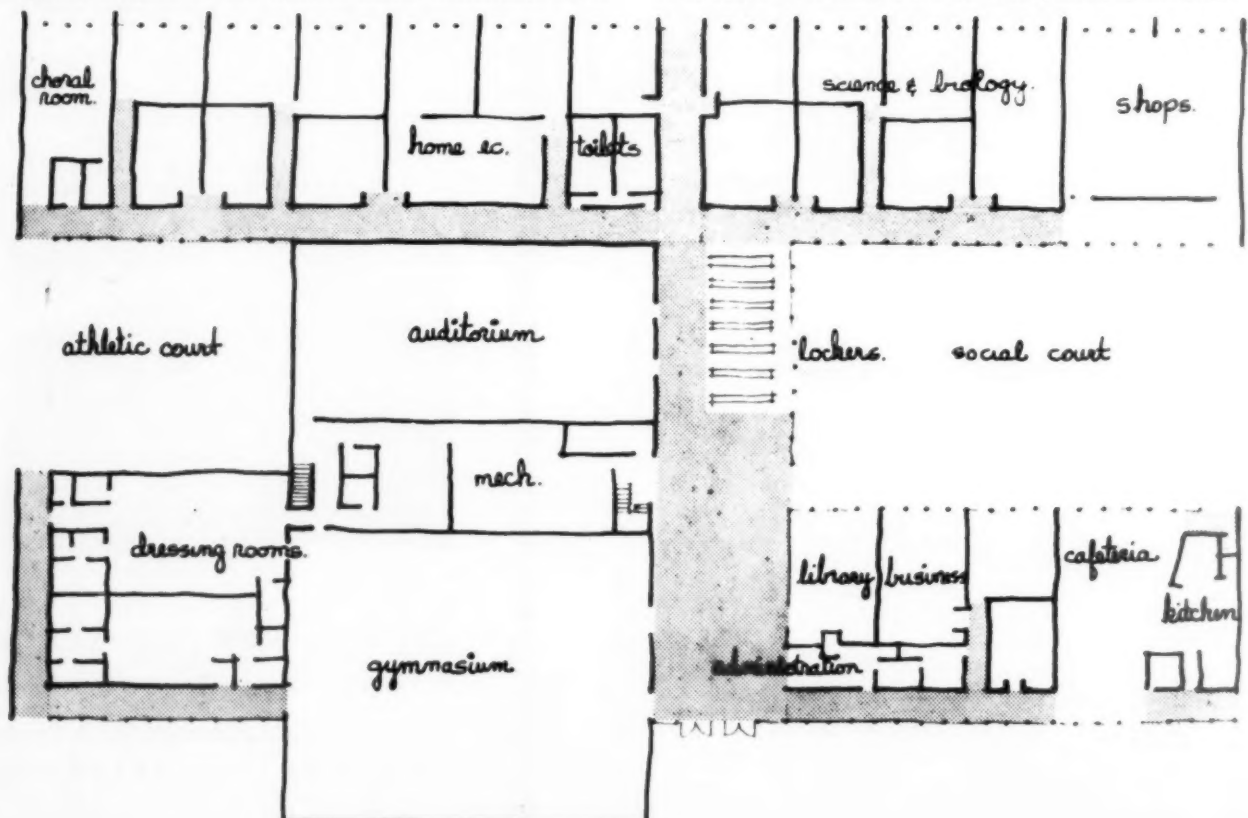 choral
room.
home ec.
toilets
science & biology.
shops.
athletic court
auditorium
lockers.
social court
mech.
dressing rooms.
library
business
cafeteria
kitchen
gymnasium
administration